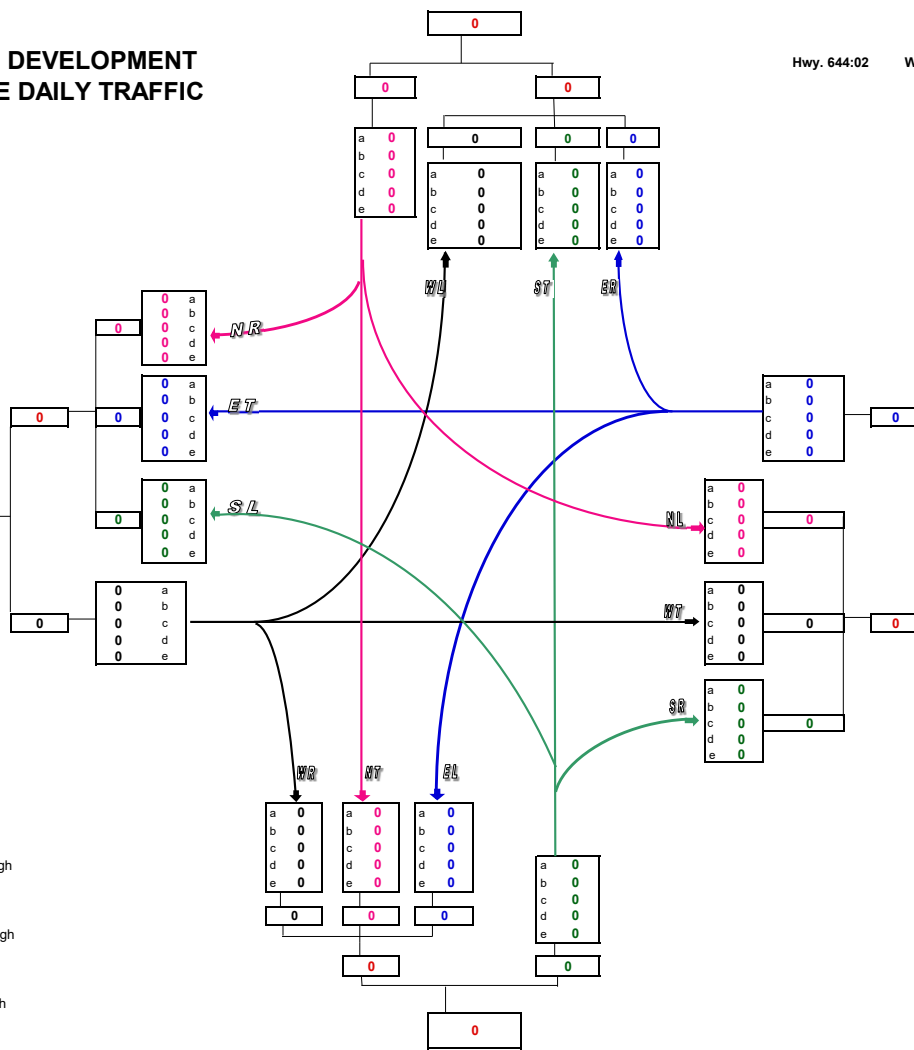 0
DEVELOPMENT
Hwy. 644:02 W
E DAILY TRAFFIC
0 0
a 0
b 0
c 0
d 0
e 0
0 0 0
a 0 a 0 a 0
b 0 b 0 b 0
c 0 c 0 c 0
d 0 d 0 d 0
e 0 e 0 e 0
WL ST ER
0 a
0 b
0 c
0 d
0 e
0
NR
0 a
0 b
0 c
0 d
0 e
0 0
ET
a 0
b 0
c 0
d 0
e 0
0
0 a
0 b
0 c
0 d
0 e
0
SL
a 0
b 0
c 0
d 0
e 0
NL
0
0 a
0 b
0 c
0 d
0 e
0
WT
a 0
b 0
c 0
d 0
e 0
0 0
SR
a 0
b 0
c 0
d 0
e 0
0
WR NT EL
a 0 a 0 a 0
b 0 b 0 b 0
c 0 c 0 c 0
d 0 d 0 d 0
e 0 e 0 e 0
gh
a 0
b 0
c 0
d 0
e 0
0 0 0
gh
0 0
h
0